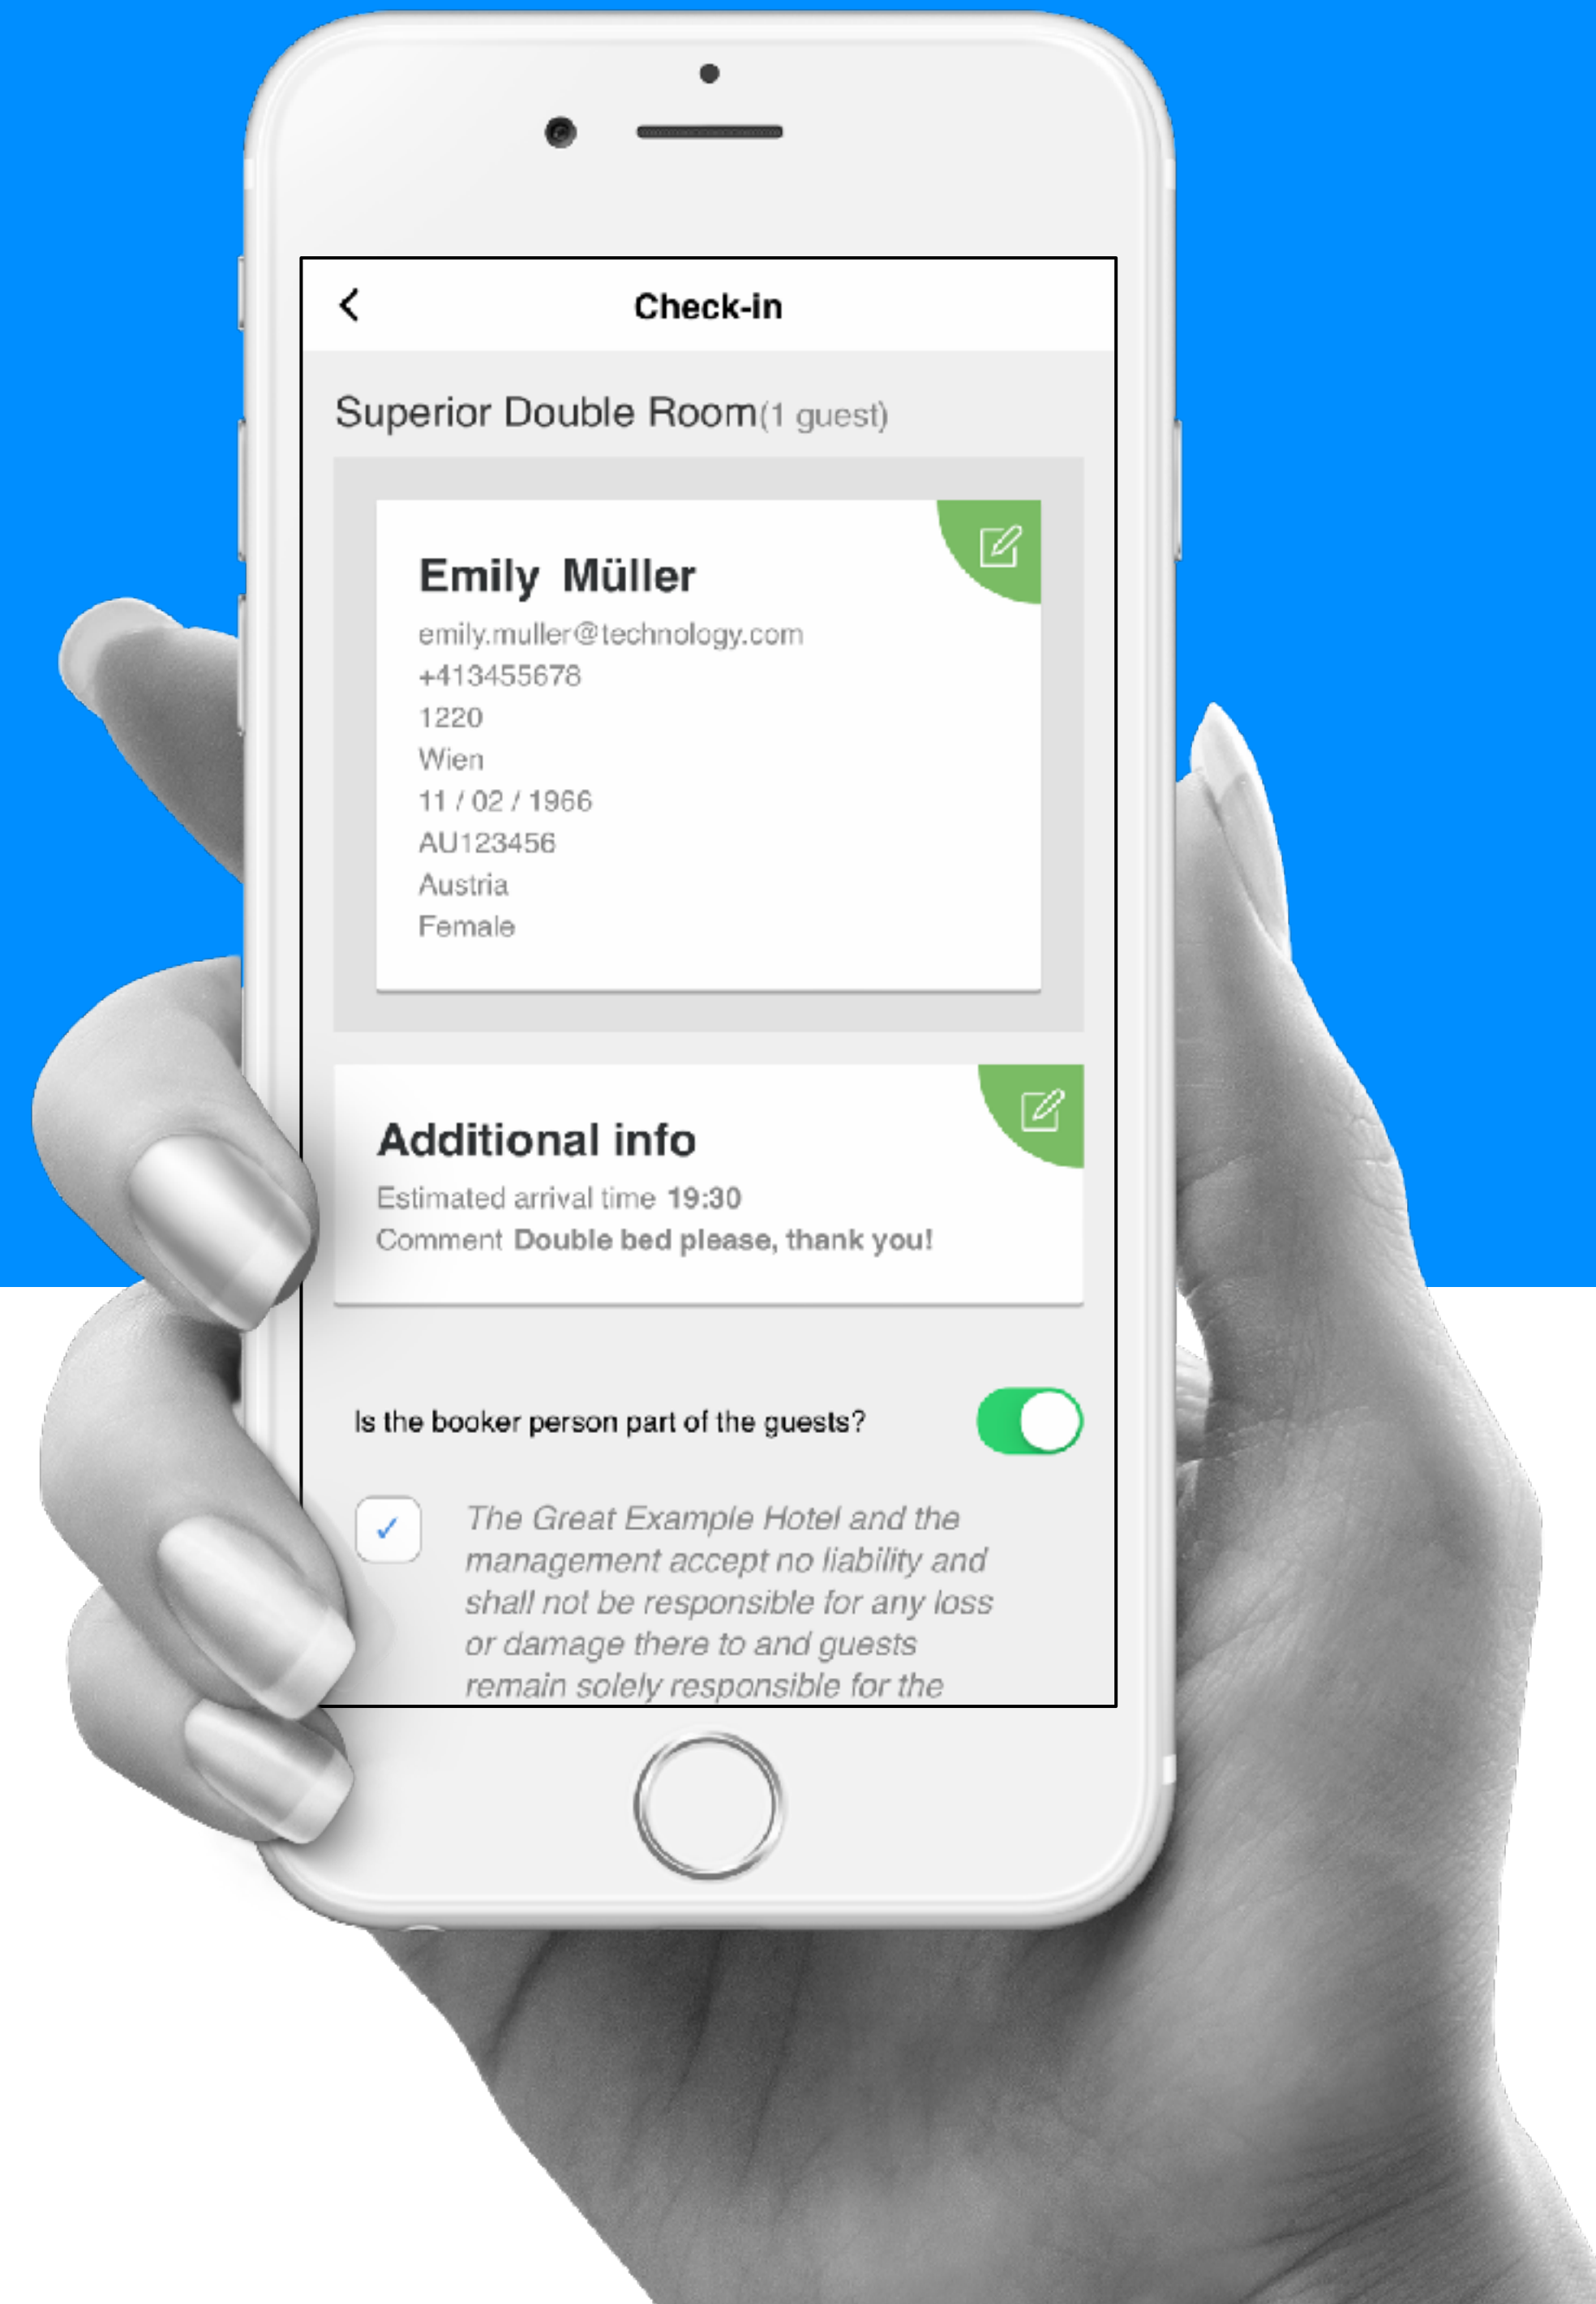 Check-in
Superior Double Room(1 guest)
Emily Müller
emily.muller@technology.com
+413455678
1220
Wien
11 / 02 / 1966
AU123456
Austria
Female
Additional info
Estimated arrival time 19:30
Comment Double bed please, thank you!
Is the booker person part of the guests?
The Great Example Hotel and the
management accept no liability and
shall not be responsible for any loss
or damage there to and guests
remain solely responsible for the